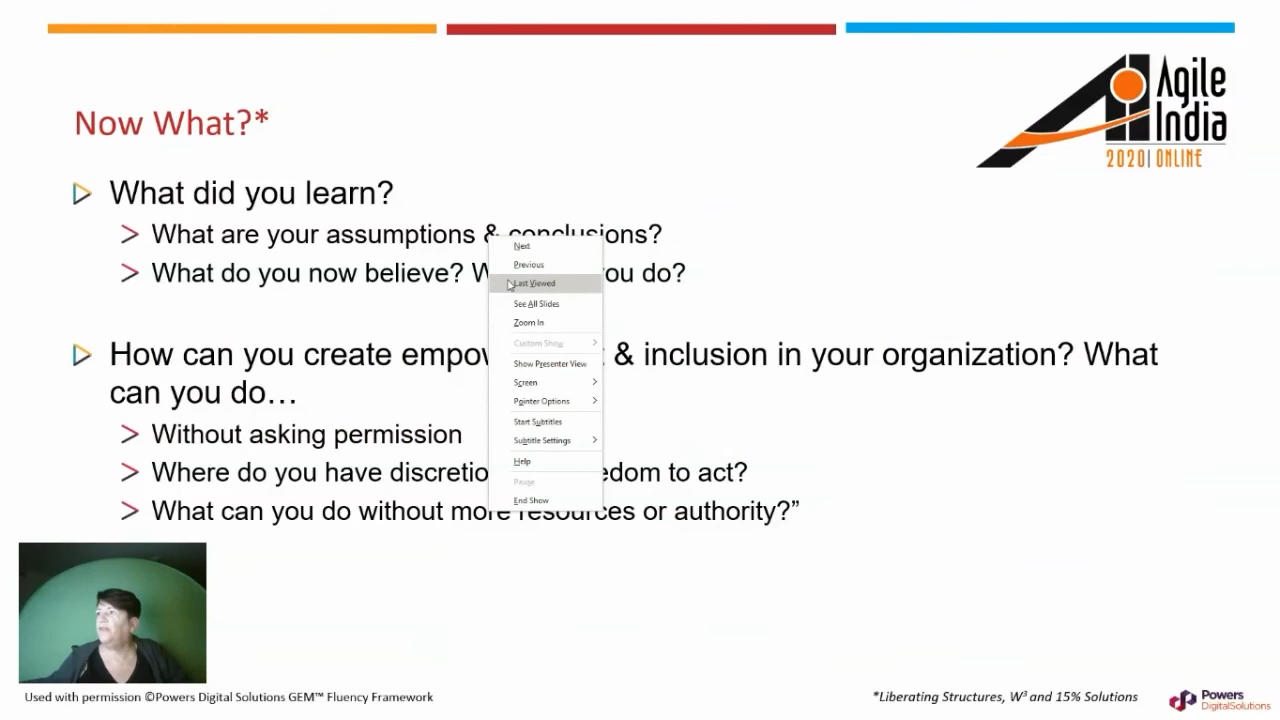 Agile
India
2020| ONLINE
Now What?*
What did you learn?
What are your assumptions & conclusions?
What do you now believe? W you do?
How can you create empow & inclusion in your organization? What
can you do…
Without asking permission
Where do you have discretio edom to act?
What can you do without more resources or authority?”
Next
Previous
Last Viewed
See All Slides
Zoom In
Custom Show
Show Presenter View
Screen
Pointer Options
Start Subtitles
Subtitle Settings
Help
Pause
End Show
Used with permission ©Powers Digital Solutions GEM™ Fluency Framework
*Liberating Structures, W³ and 15% Solutions
Powers
DigitalSolutions